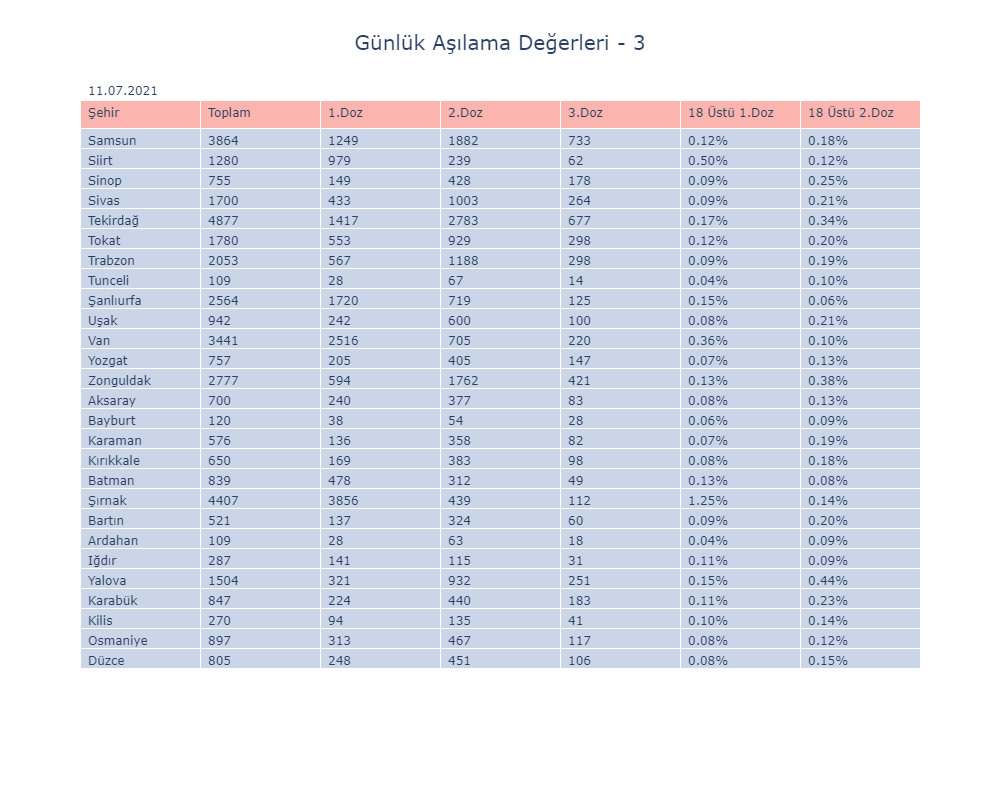 Günlük Aşılama Değerleri - 3
11.07.2021
Şehir Toplam 1.Doz 2.Doz 3.Doz 18 Üstü 1.Doz 18 Üstü 2.Doz
Samsun 3864 1249 1882 733 0.12% 0.18%
Siirt 1280 979 239 62 0.50% 0.12%
Sinop 755 149 428 178 0.09% 0.25%
Sivas 1700 433 1003 264 0.09% 0.21%
Tekirdağ 4877 1417 2783 677 0.17% 0.34%
Tokat 1780 553 929 298 0.12% 0.20%
Trabzon 2053 567 1188 298 0.09% 0.19%
Tunceli 109 28 67 14 0.04% 0.10%
Şanlıurfa 2564 1720 719 125 0.15% 0.06%
Uşak 942 242 600 100 0.08% 0.21%
Van 3441 2516 705 220 0.36% 0.10%
Yozgat 757 205 405 147 0.07% 0.13%
Zonguldak 2777 594 1762 421 0.13% 0.38%
Aksaray 700 240 377 83 0.08% 0.13%
Bayburt 120 38 54 28 0.06% 0.09%
Karaman 576 136 358 82 0.07% 0.19%
Kırıkkale 650 169 383 98 0.08% 0.18%
Batman 839 478 312 49 0.13% 0.08%
Şırnak 4407 3856 439 112 1.25% 0.14%
Bartın 521 137 324 60 0.09% 0.20%
Ardahan 109 28 63 18 0.04% 0.09%
Iğdır 287 141 115 31 0.11% 0.09%
Yalova 1504 321 932 251 0.15% 0.44%
Karabük 847 224 440 183 0.11% 0.23%
Kilis 270 94 135 41 0.10% 0.14%
Osmaniye 897 313 467 117 0.08% 0.12%
Düzce 805 248 451 106 0.08% 0.15%